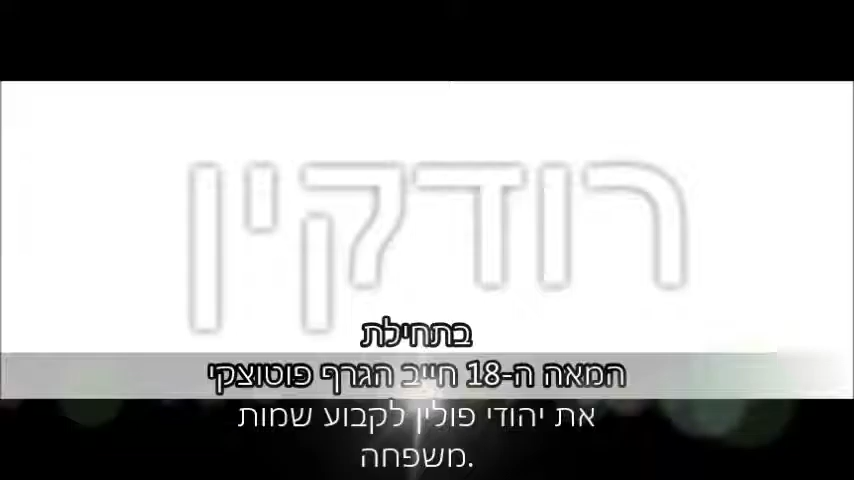 רודקין
בתחילת
המאה ה-18 חייב הגרף פוטוצקי
את יהודי פולין לקבוע שמות
משפחה.